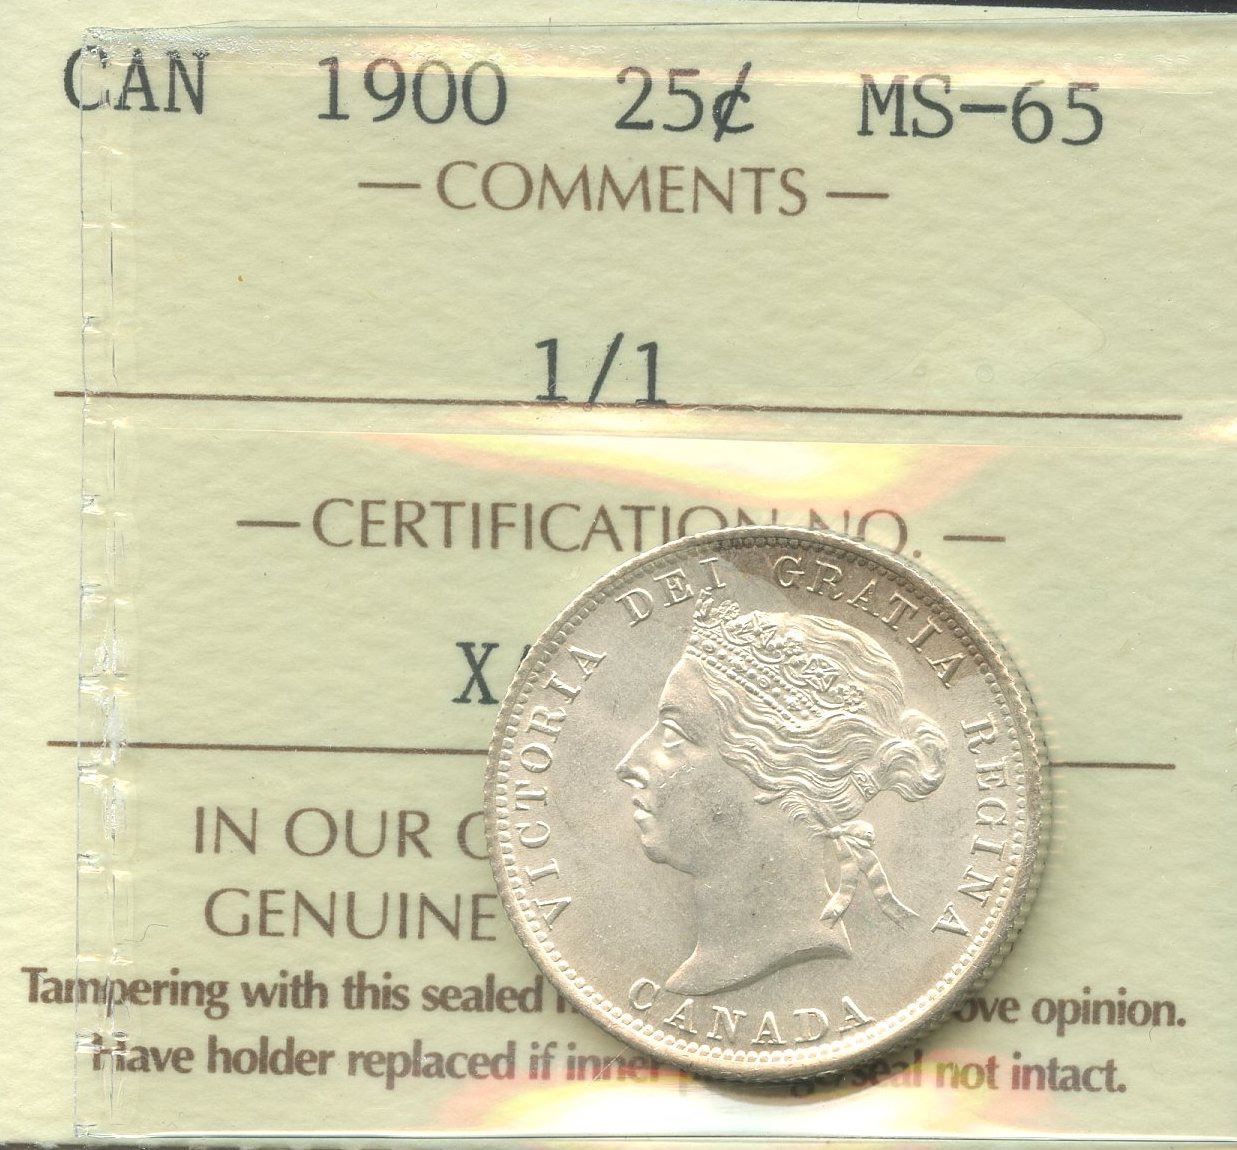 CAN 1900 25¢ MS-65
— COMMENTS —
1/1
— CERTIFICATION NO. —
VICTORIA DEI GRATIA REGINA
CANADA
IN OUR
GENUINE
Tampering with this sealed ove opinion.
Have holder replaced if inner seal not intact.